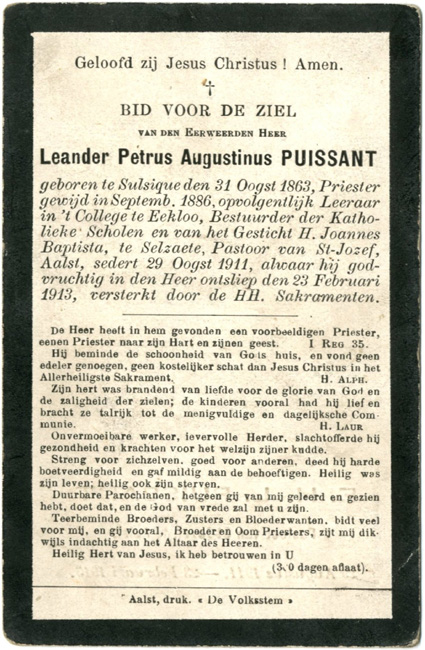 Geloofd zij Jesus Christus ! Amen.
BID VOOR DE ZIEL
VAN DEN EERWEERDEN HEER
Leander Petrus Augustinus PUISSANT
geboren te Sulsique den 31 Oogst 1863, Priester
gewijd in Septemb. 1886, opvolgentlijk Leeraar
in 't College te Eekloo, Bestuurder der Katho-
lieke Scholen en van het Gesticht H. Joannes
Baptista, te Selzaete, Pastoor van St-Jozef,
Aalst, sedert 29 Oogst 1911, alwaar hij god-
vruchtig in den Heer ontsliep den 23 Februari
1913, versterkt door de HH. Sakramenten.
De Heer heeft in hem gevonden een voorbeeldigen Priester,
eenen Priester naar zijn Hart en zijnen geest. I REG 35.
Hij beminde de schoonheid van Gods huis, en vond geen
edeler genoegen, geen kostelijker schat dan Jesus Christus in het
Allerheiligste Sakrament. H. ALPH.
Zijn hert was brandend van liefde voor de glorie van God en
de zaligheid der zielen; de kinderen vooral had hij lief en
bracht ze talrijk tot de menigvuldige en dagelijksche Com-
munie. H. LAUR
Onvermoeibare werker, ievervolle Herder, slachtofferde hij
gezondheid en krachten voor het welzijn zijner kudde.
Streng voor zichzelven, goed voor anderen, deed hij harde
boetveerdigheid en gaf mildig aan de behoeftigen. Heilig was
zijn leven; heilig ook zijn sterven.
Duurbare Parochianen, hetgeen gij van mij geleerd en gezien
hebt, doet dat, en de God van vrede zal met u zijn.
Teerbeminde Broeders, Zusters en Bloedverwanten, bidt veel
voor mij, en gij vooral, Broeder en Oom Priesters, zijt mij dik-
wijls indachtig aan het Altaar des Heeren.
Heilig Hert van Jesus, ik heb betrouwen in U
(300 dagen aflaat).
Aalst, druk. « De Volksstem »